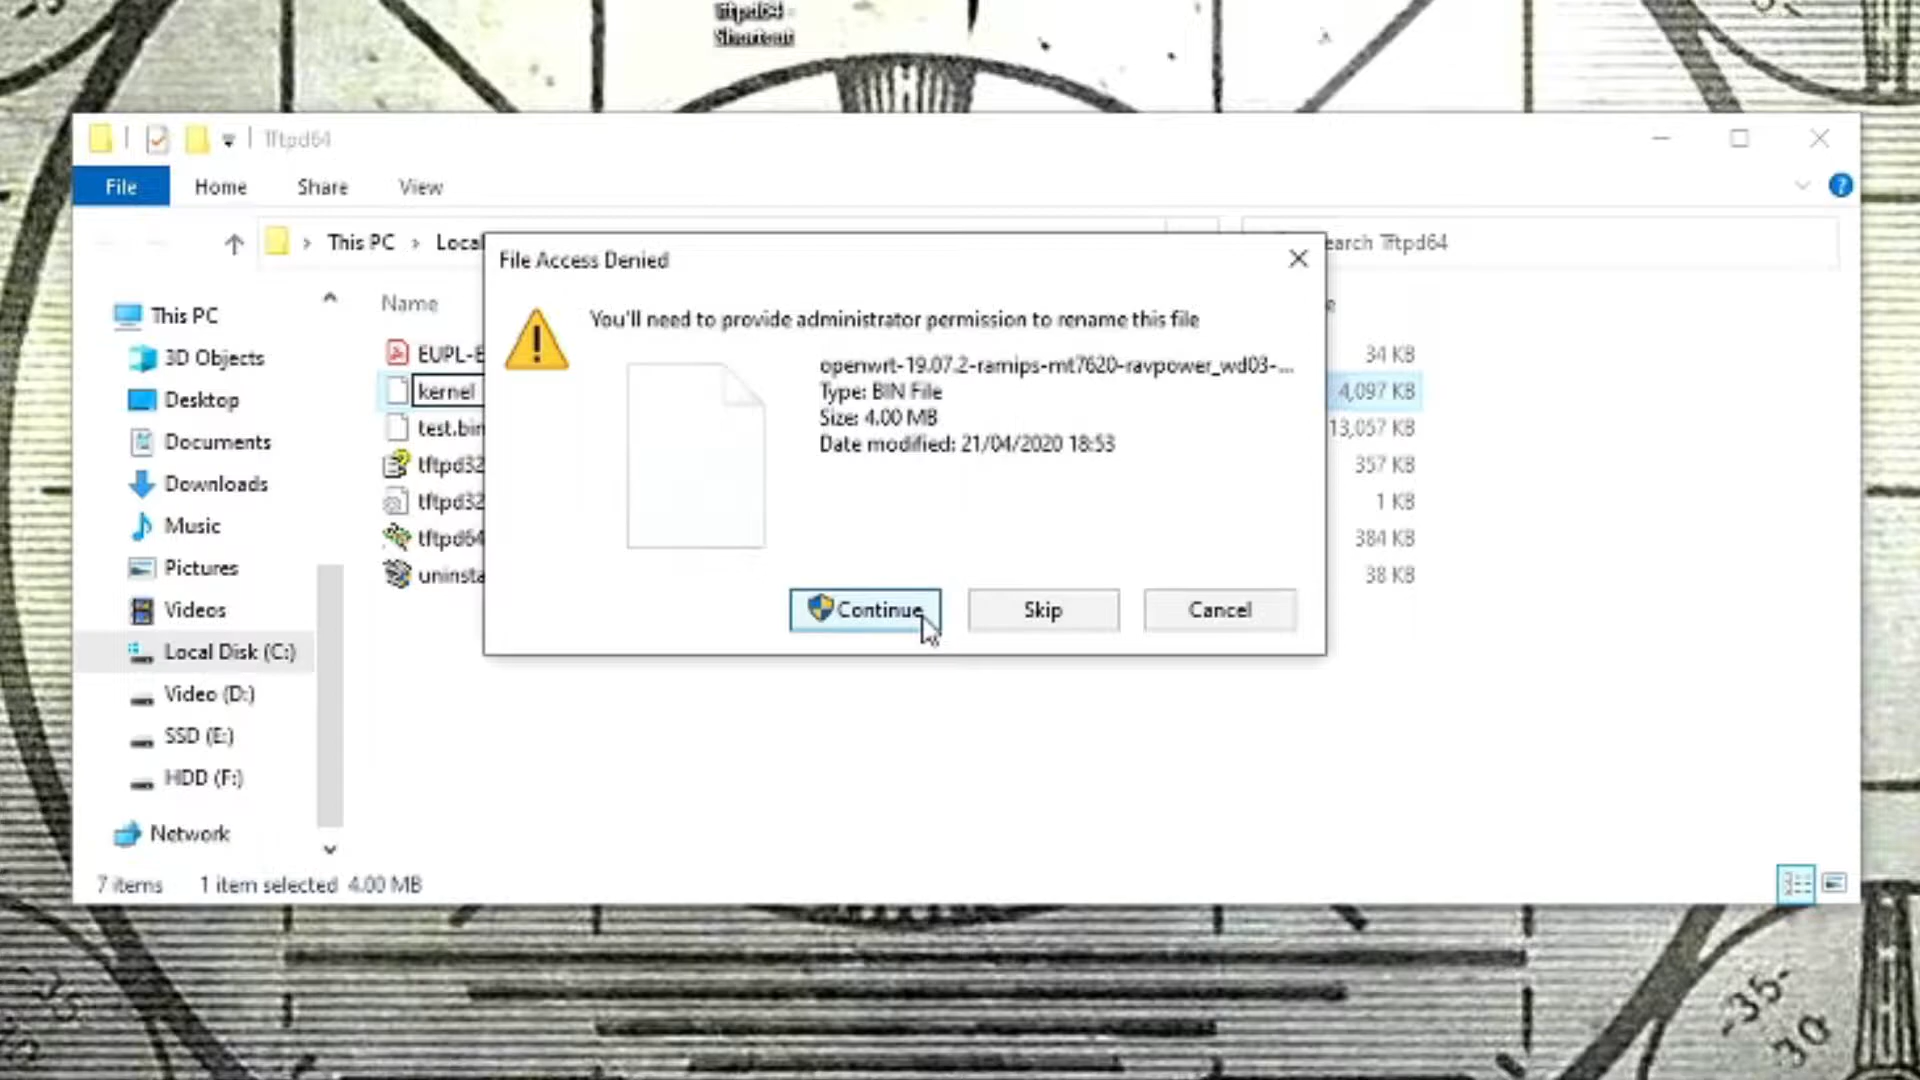 Tftpd64 -
Shortcut
Tftpd64
File
Home
Share
View
This PC
Loca
earch Tftpd64
File Access Denied
You'll need to provide administrator permission to rename this file
openwrt-19.07.2-ramips-mt7620-ravpower_wd03-...
Type: BIN File
Size: 4.00 MB
Date modified: 21/04/2020 18:53
Continue
Skip
Cancel
This PC
3D Objects
Desktop
Documents
Downloads
Music
Pictures
Videos
Local Disk (C:)
Video (D:)
SSD (E:)
HDD (F:)
Network
Name
EUPL-E
34 KB
kernel
4,097 KB
test.bin
13,057 KB
tftpd32
357 KB
tftpd32
1 KB
tftpd64
384 KB
uninsta
38 KB
7 items
1 item selected 4.00 MB
-35-
30